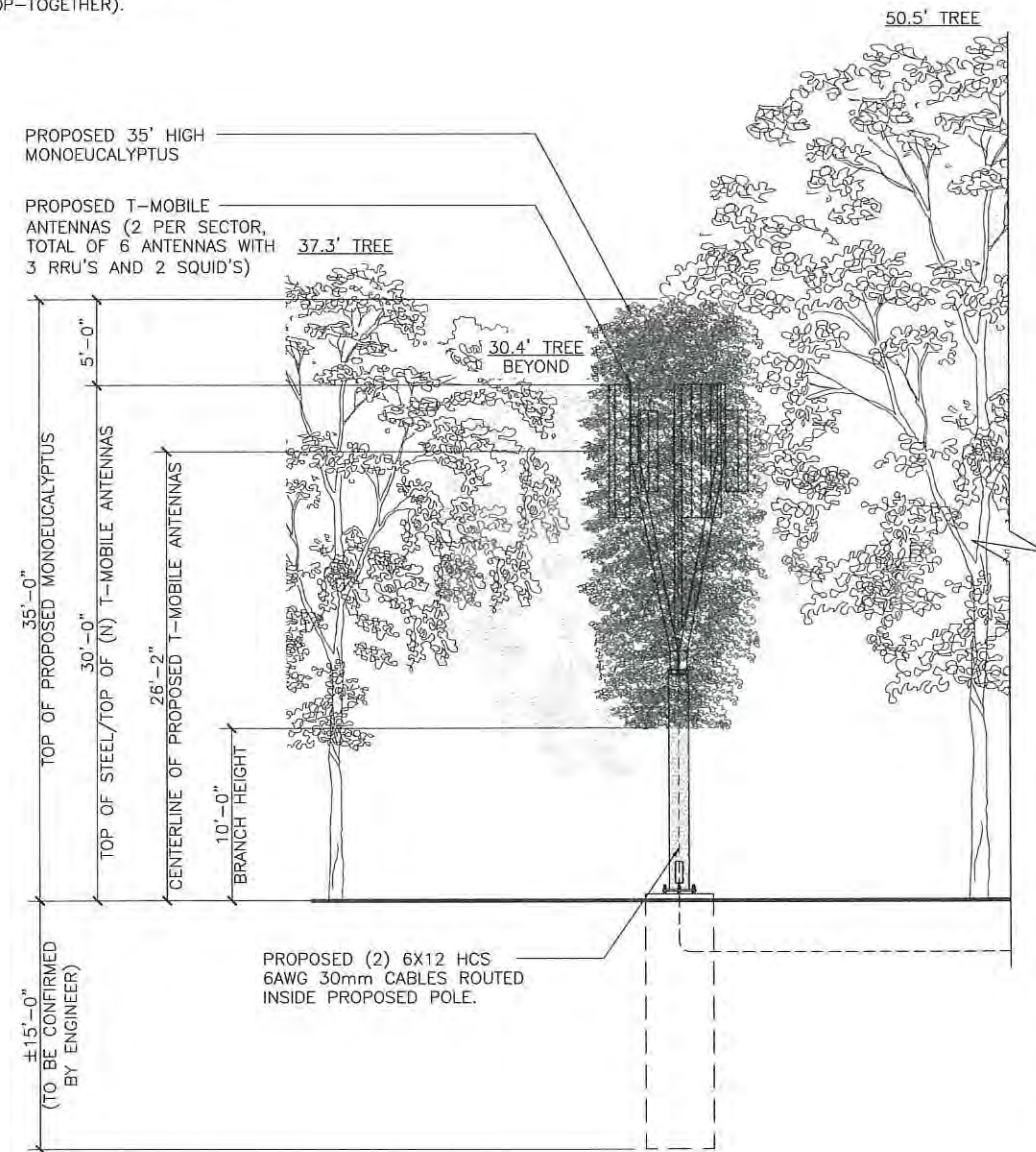 OP-TOGETHER).
50.5' TREE
PROPOSED 35' HIGH
MONOEUCALYPTUS
PROPOSED T-MOBILE
ANTENNAS (2 PER SECTOR,
TOTAL OF 6 ANTENNAS WITH
3 RRU'S AND 2 SQUID'S)
37.3' TREE
30.4' TREE
BEYOND
5'-0"
35'-0"
TOP OF PROPOSED MONOEUCALYPTUS
30'-0"
TOP OF STEEL/TOP OF (N) T-MOBILE ANTENNAS
26'-2"
CENTERLINE OF PROPOSED T-MOBILE ANTENNAS
10'-0"
BRANCH HEIGHT
PROPOSED (2) 6X12 HCS
6AWG 30mm CABLES ROUTED
INSIDE PROPOSED POLE.
±15'-0"
(TO BE CONFIRMED
BY ENGINEER)